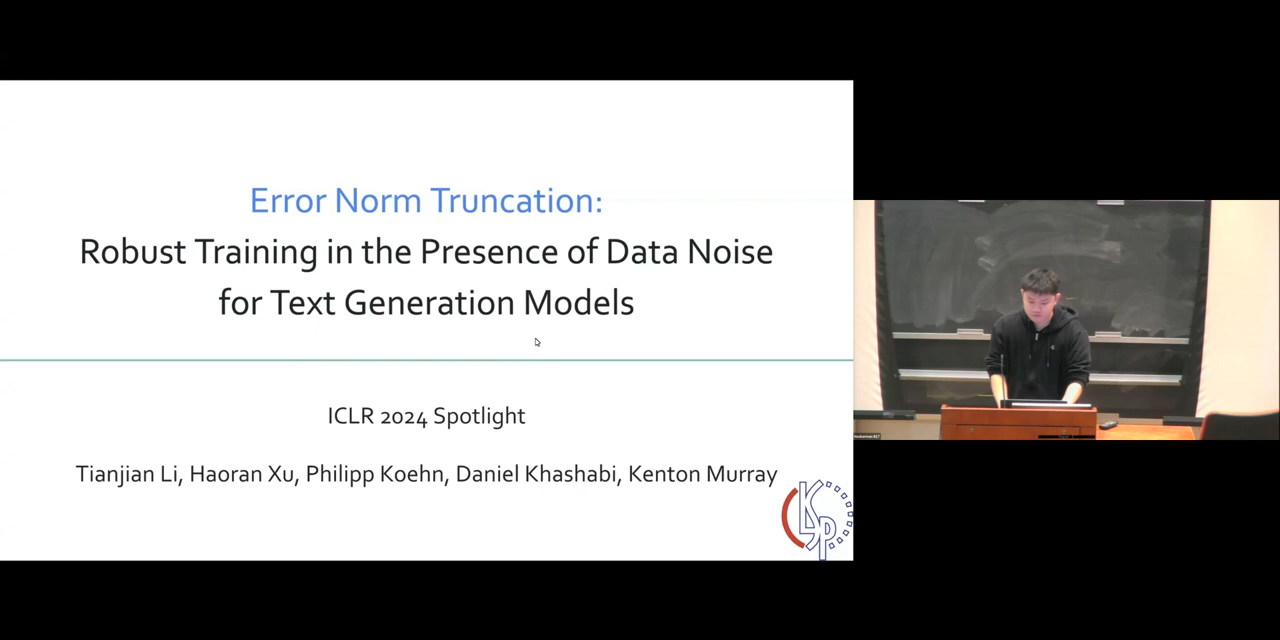 Error Norm Truncation:
Robust Training in the Presence of Data Noise
for Text Generation Models
ICLR 2024 Spotlight
Tianjian Li, Haoran Xu, Philipp Koehn, Daniel Khashabi, Kenton Murray